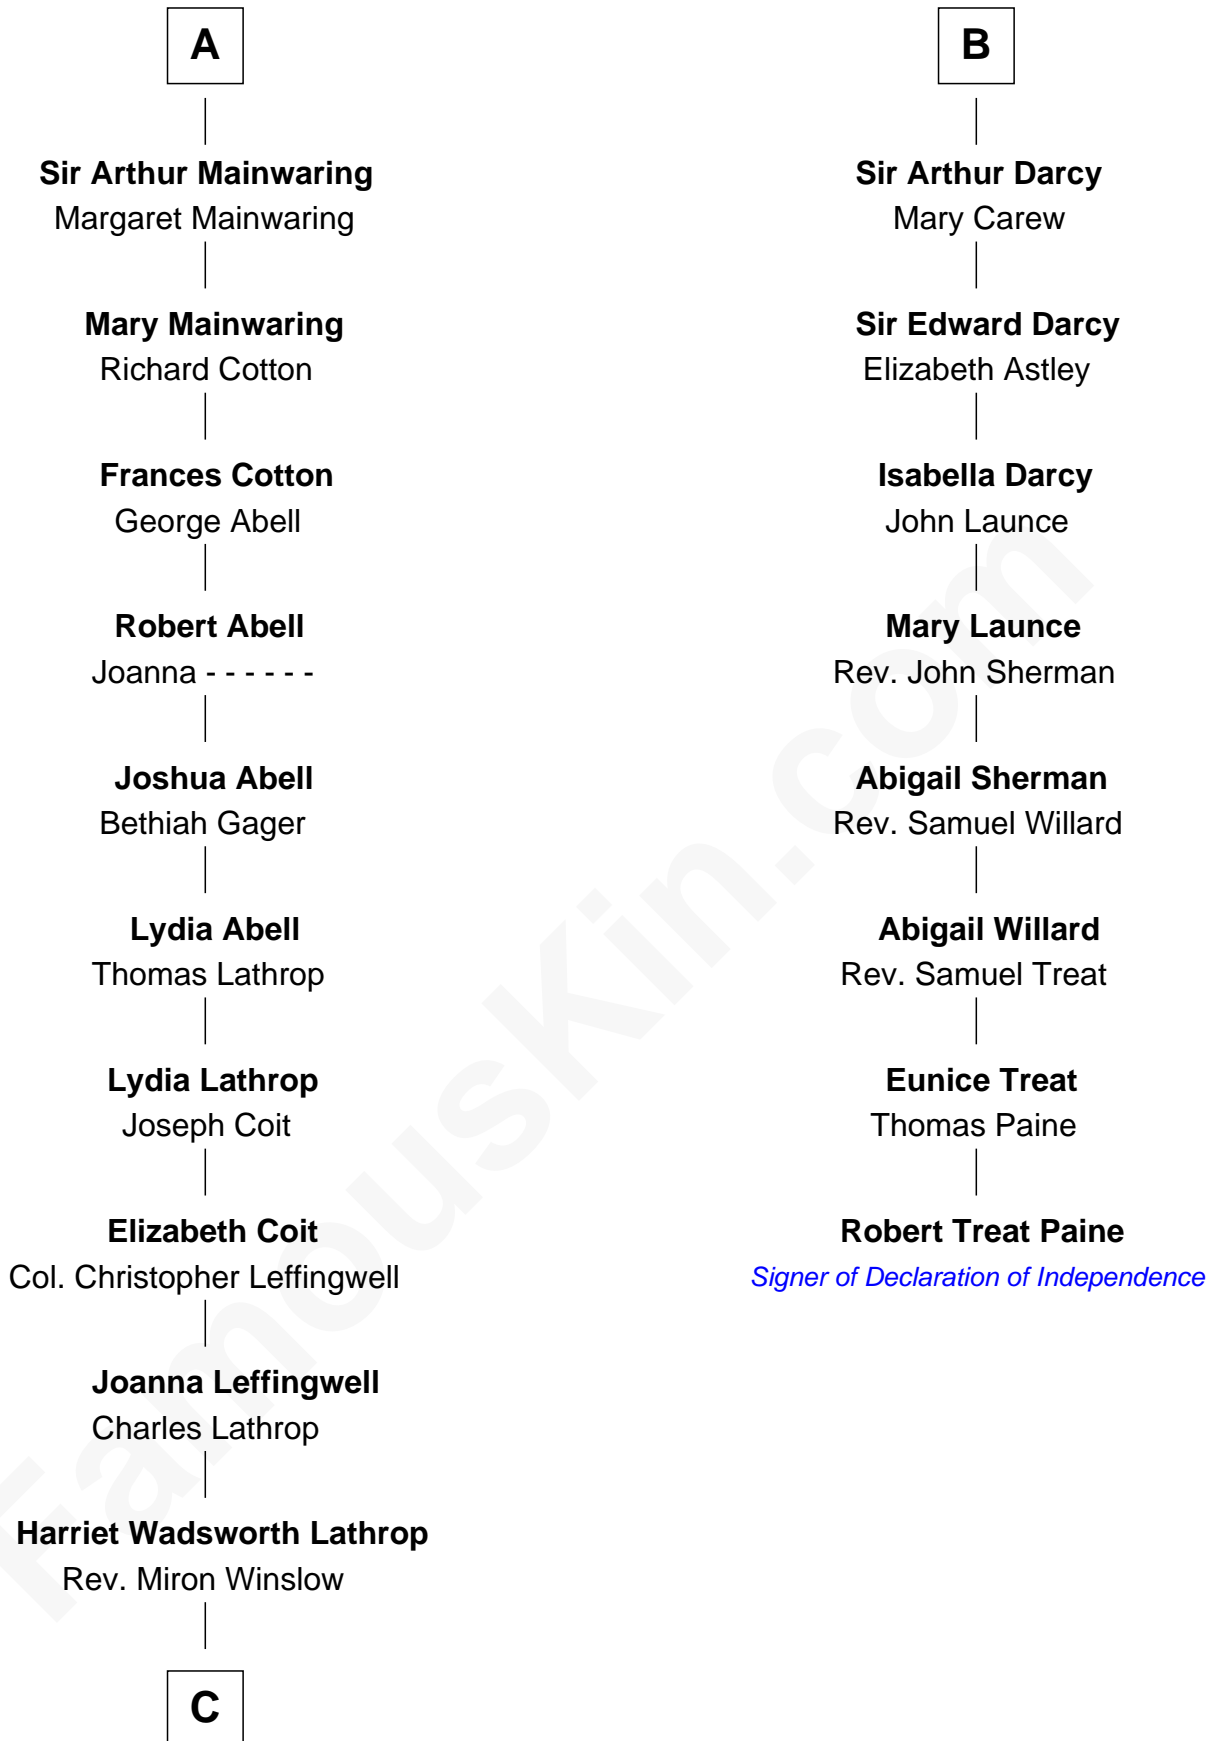 A
Sir Arthur Mainwaring
Margaret Mainwaring
Mary Mainwaring
Richard Cotton
Frances Cotton
George Abell
Robert Abell
Joanna - - - - - -
Joshua Abell
Bethiah Gager
Lydia Abell
Thomas Lathrop
Lydia Lathrop
Joseph Coit
Elizabeth Coit
Col. Christopher Leffingwell
Joanna Leffingwell
Charles Lathrop
Harriet Wadsworth Lathrop
Rev. Miron Winslow
C
B
Sir Arthur Darcy
Mary Carew
Sir Edward Darcy
Elizabeth Astley
Isabella Darcy
John Launce
Mary Launce
Rev. John Sherman
Abigail Sherman
Rev. Samuel Willard
Abigail Willard
Rev. Samuel Treat
Eunice Treat
Thomas Paine
Robert Treat Paine
Signer of Declaration of Independence
FamousKin.com